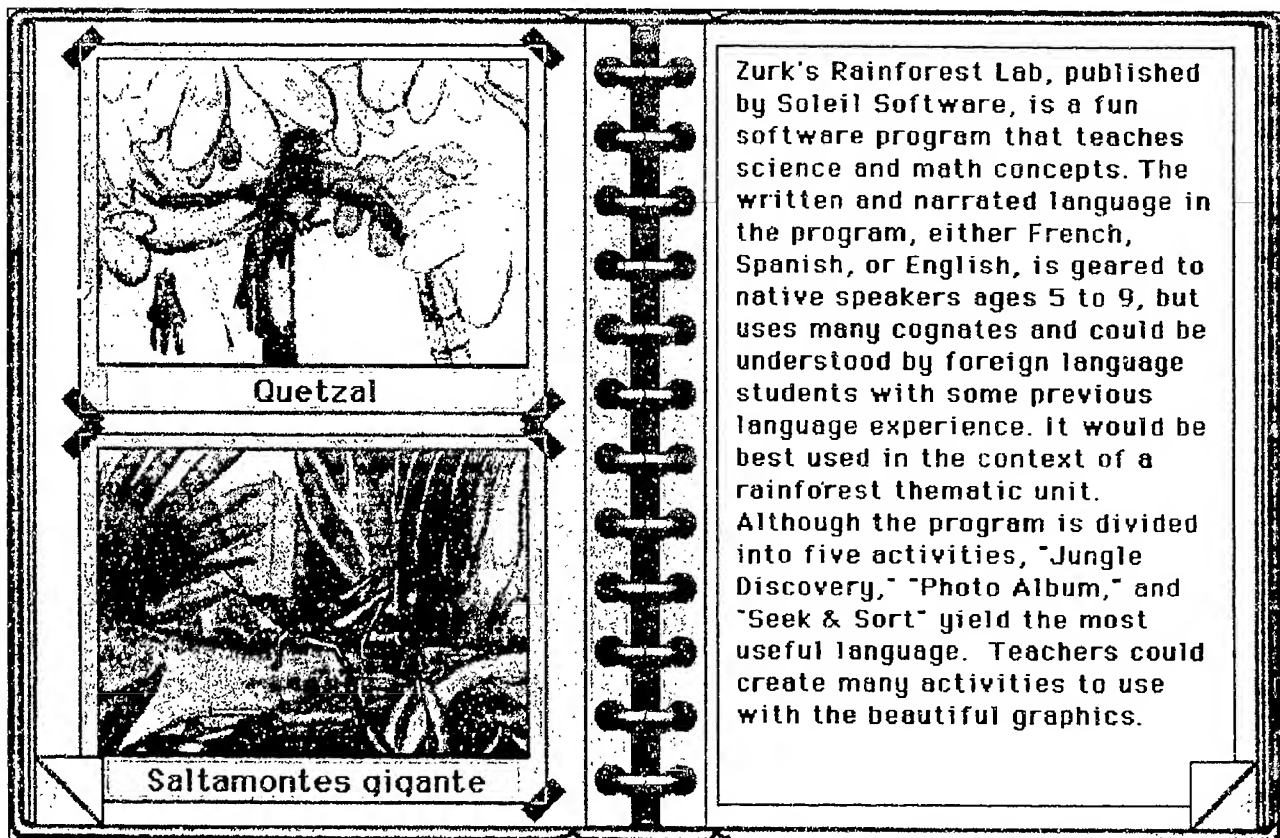 Quetzal
Saltamontes gigante
Zurk's Rainforest Lab, published
by Soleil Software, is a fun
software program that teaches
science and math concepts. The
written and narrated language in
the program, either French,
Spanish, or English, is geared to
native speakers ages 5 to 9, but
uses many cognates and could be
understood by foreign language
students with some previous
language experience. It would be
best used in the context of a
rainforest thematic unit.
Although the program is divided
into five activities, "Jungle
Discovery," "Photo Album," and
"Seek & Sort" yield the most
useful language. Teachers could
create many activities to use
with the beautiful graphics.